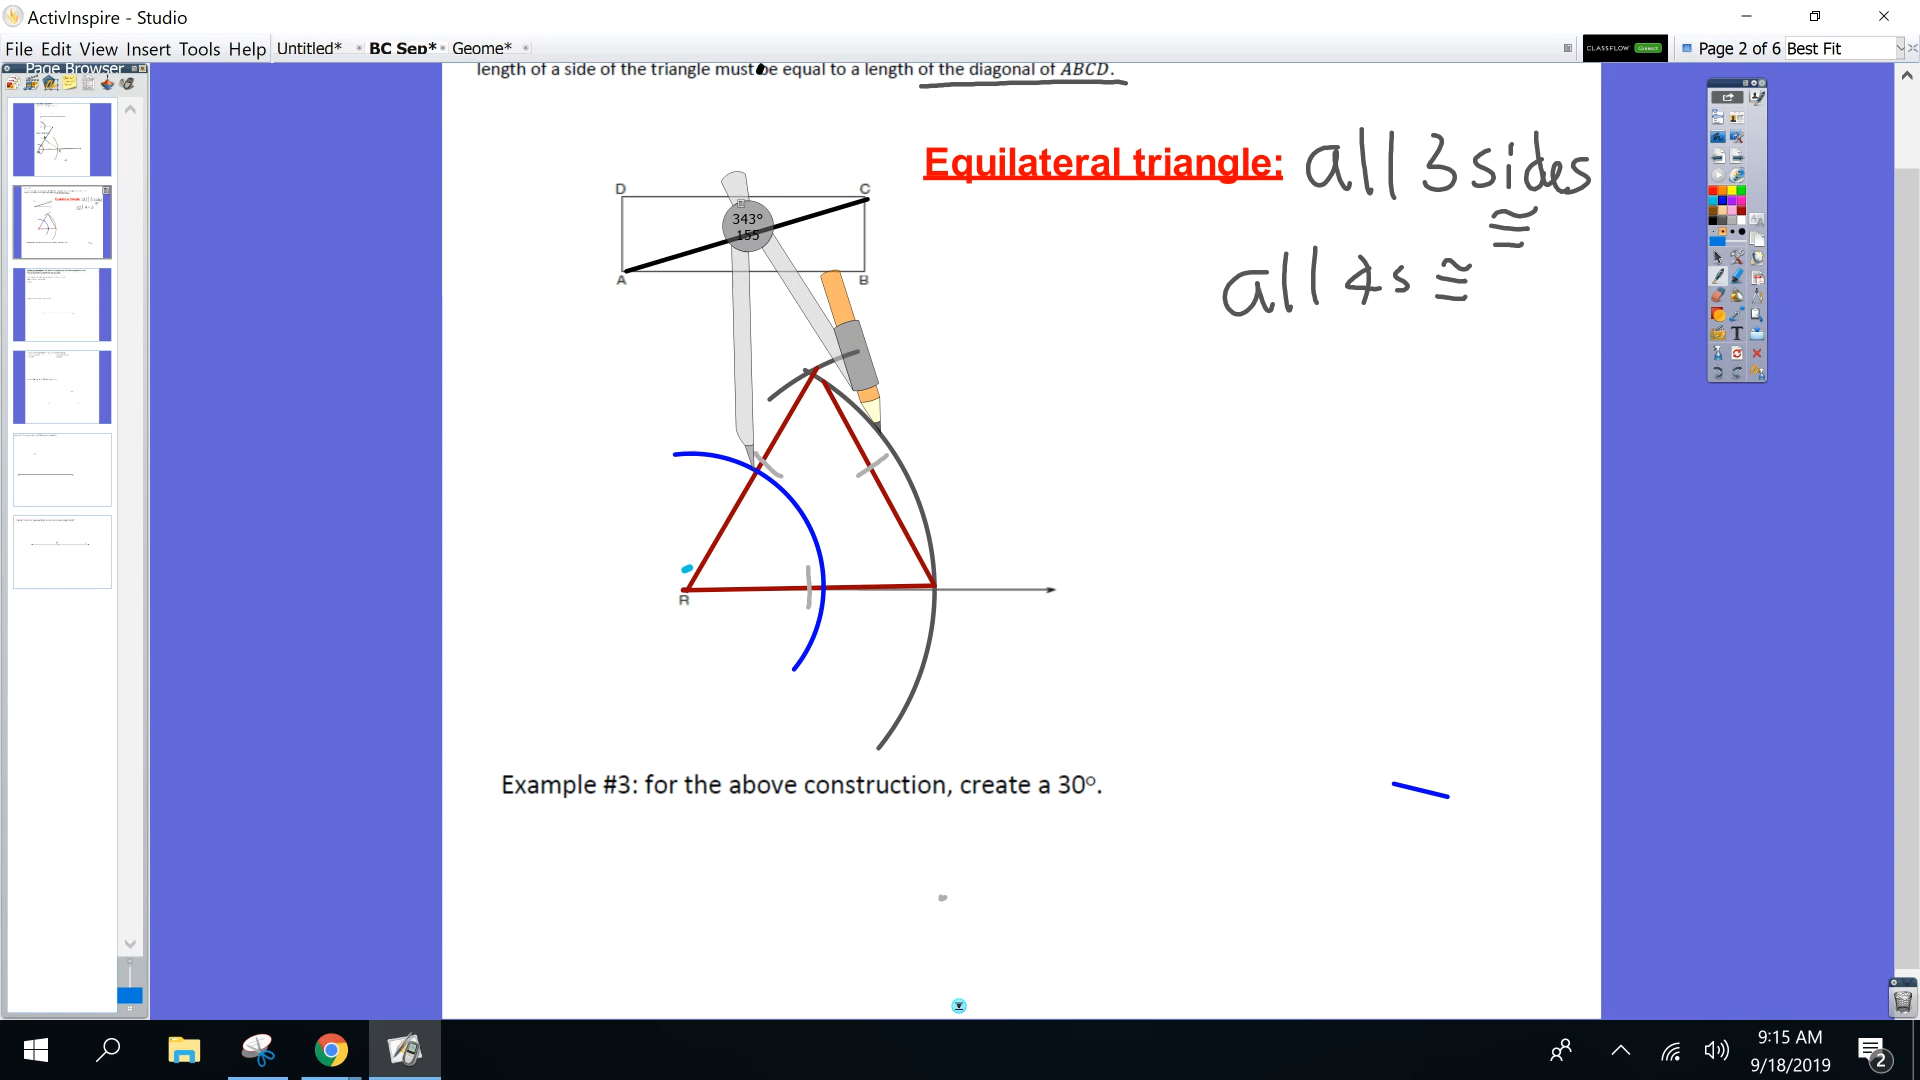 ActivInspire - Studio
File Edit View Insert Tools Help Untitled* BC Sep* Geome* CLASSFLOW Connect Page 2 of 6 Best Fit
Page Browser
length of a side of the triangle must be equal to a length of the diagonal of ABCD.
Equilateral triangle: all 3 sides
≅
all ∡s ≅
D C
343°
155
A B
R
Example #3: for the above construction, create a 30°.
9:15 AM
9/18/2019
2